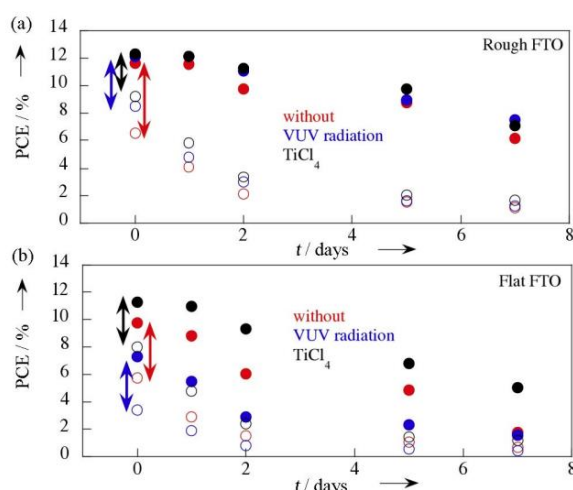 (a)
14
12
10
8
6
4
2
0
PCE / %
Rough FTO
without
VUV radiation
TiCl4
0 2 4 6 8
t / days
(b)
14
12
10
8
6
4
2
0
PCE / %
Flat FTO
without
VUV radiation
TiCl4
0 2 4 6 8
t / days